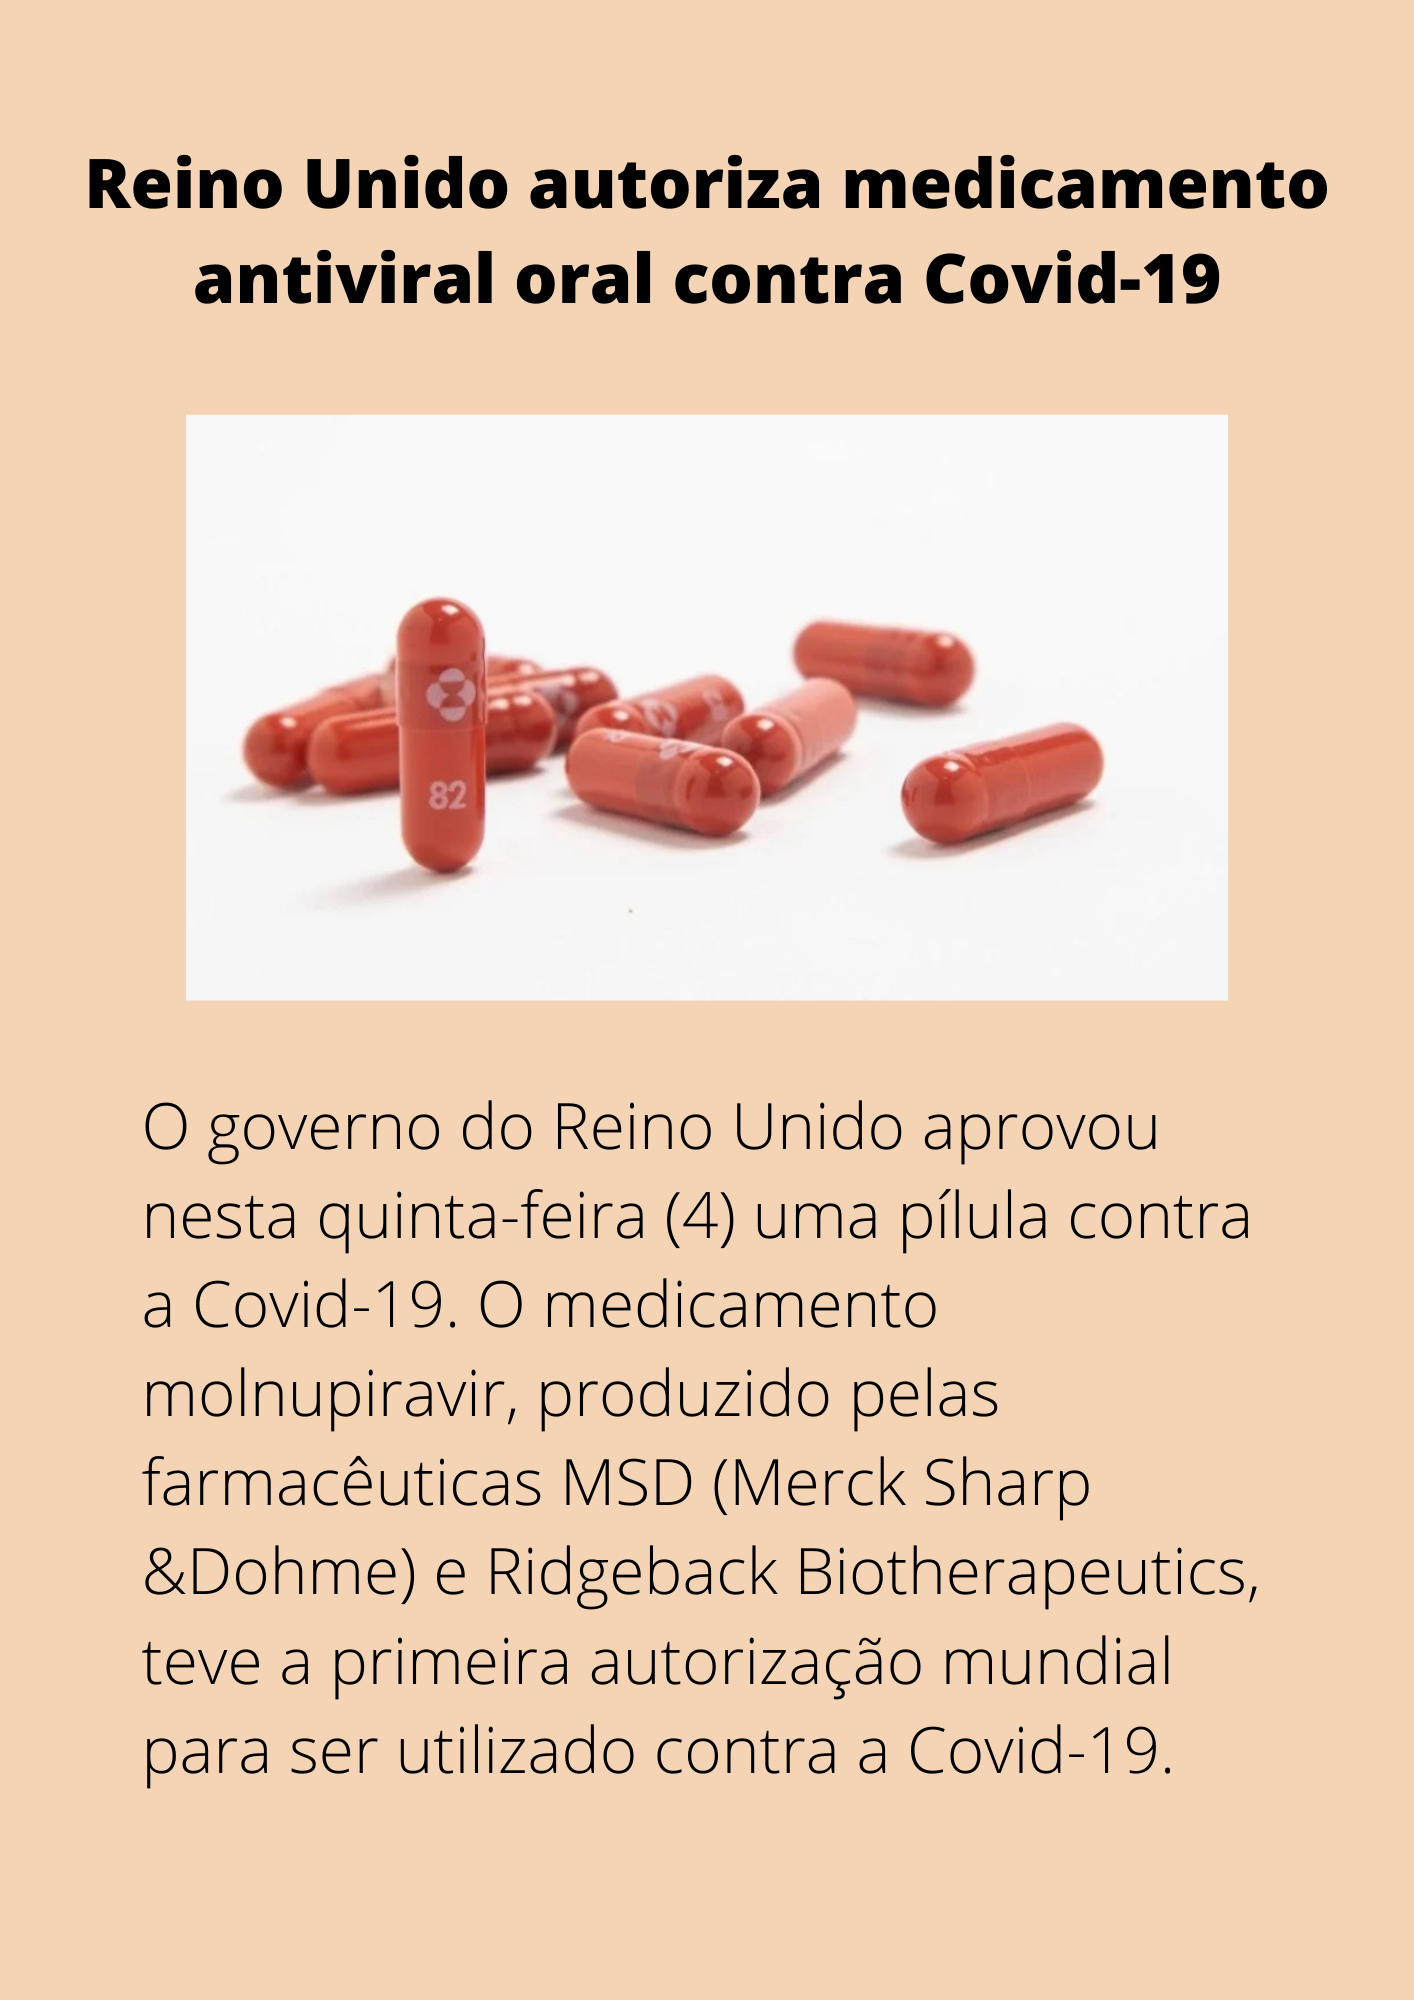 Reino Unido autoriza medicamento
antiviral oral contra Covid-19
82
O governo do Reino Unido aprovou
nesta quinta-feira (4) uma pílula contra
a Covid-19. O medicamento
molnupiravir, produzido pelas
farmacêuticas MSD (Merck Sharp
&Dohme) e Ridgeback Biotherapeutics,
teve a primeira autorização mundial
para ser utilizado contra a Covid-19.